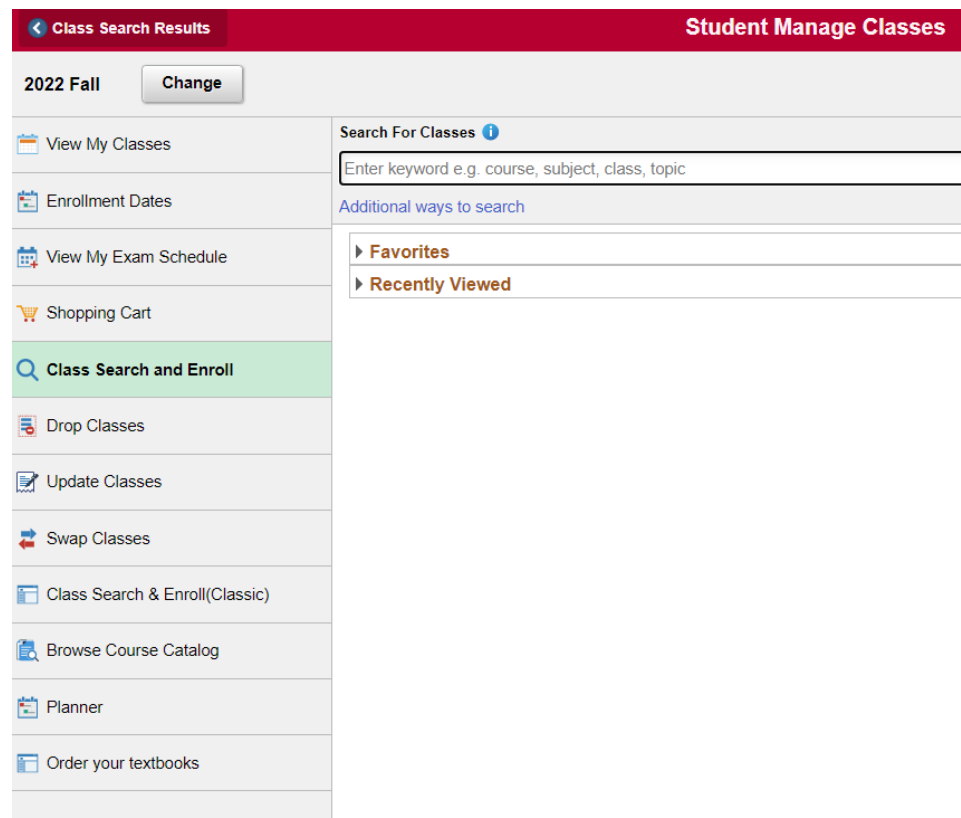 Class Search Results
Student Manage Classes
2022 Fall
Change
View My Classes
Enrollment Dates
View My Exam Schedule
Shopping Cart
Class Search and Enroll
Drop Classes
Update Classes
Swap Classes
Class Search & Enroll(Classic)
Browse Course Catalog
Planner
Order your textbooks
Search For Classes
Enter keyword e.g. course, subject, class, topic
Additional ways to search
Favorites
Recently Viewed